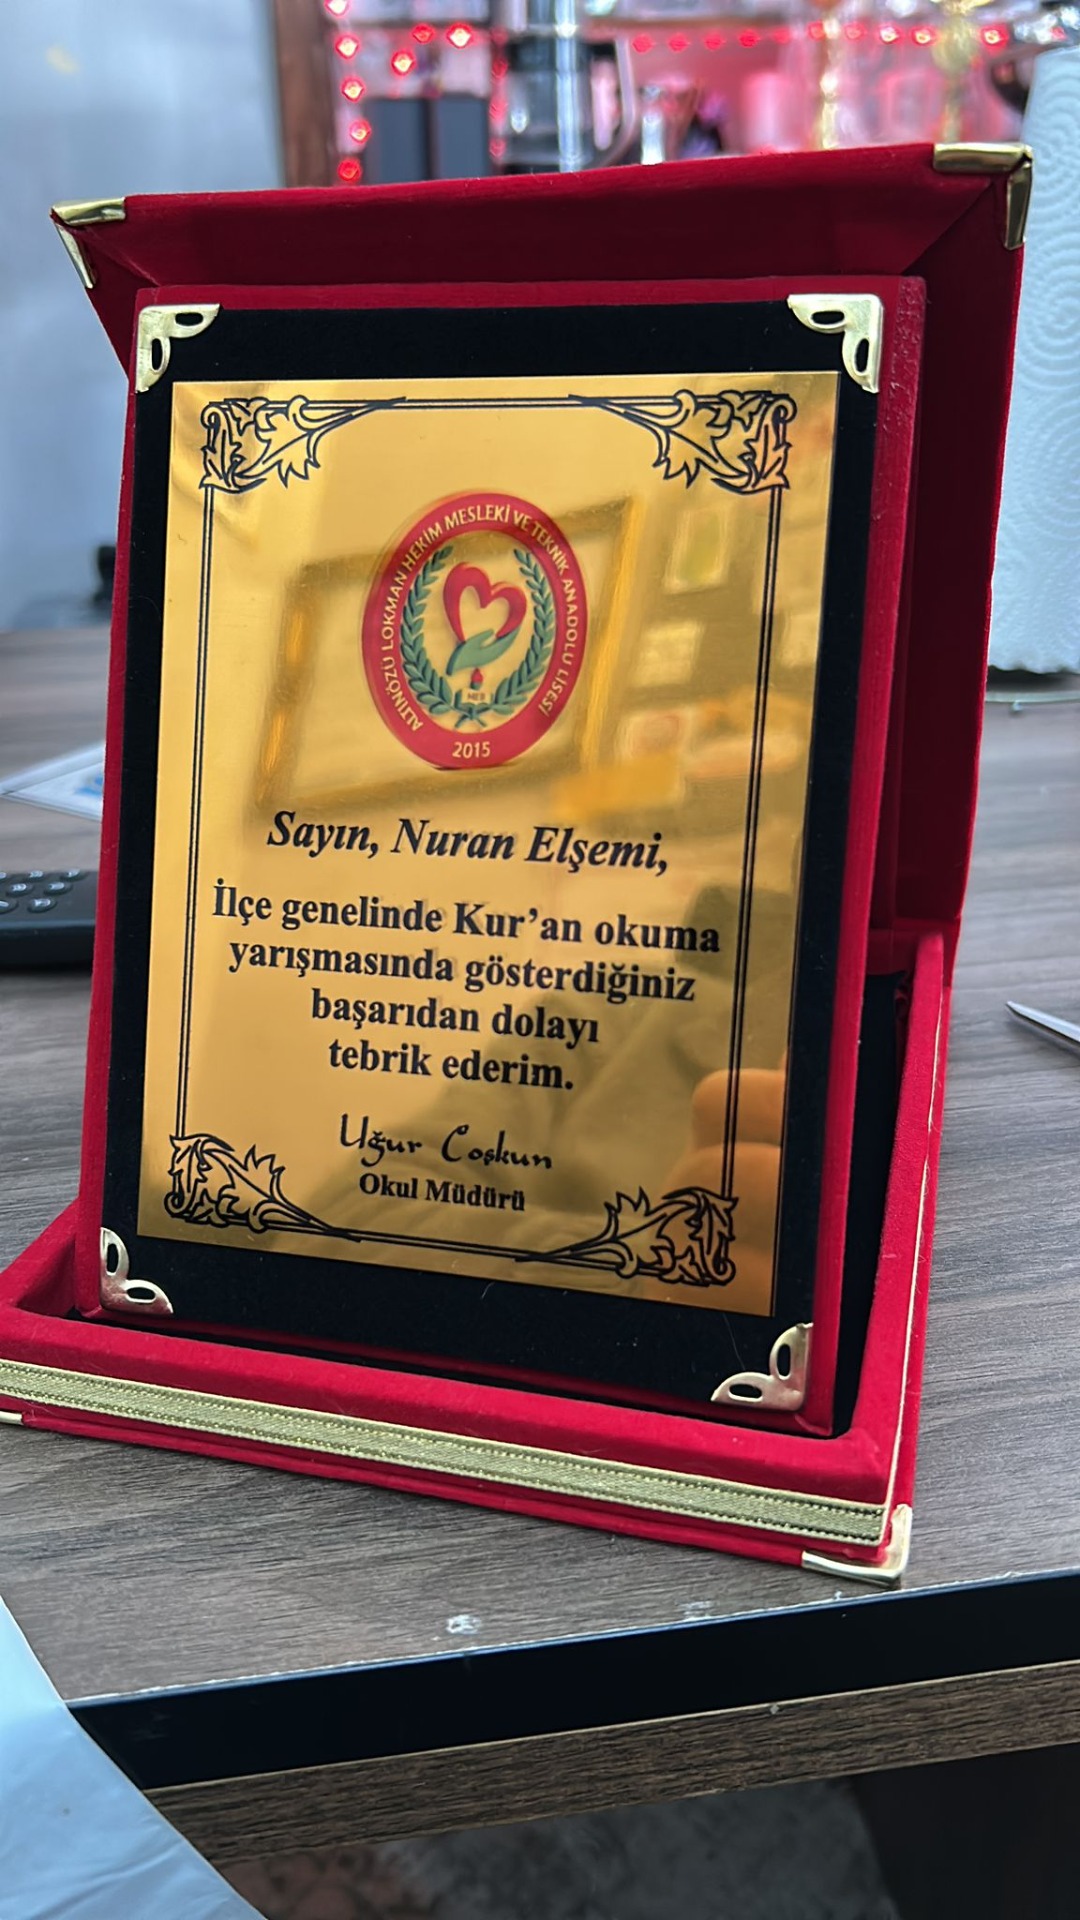 ALTINÖZÜ LOKMAN HEKİM MESLEKİ VE TEKNİK ANADOLU LİSESİ
MEB
2015
Sayın, Nuran Elşemi,
İlçe genelinde Kur'an okuma
yarışmasında gösterdiğiniz
başarıdan dolayı
tebrik ederim.
Uğur Coşkun
Okul Müdürü